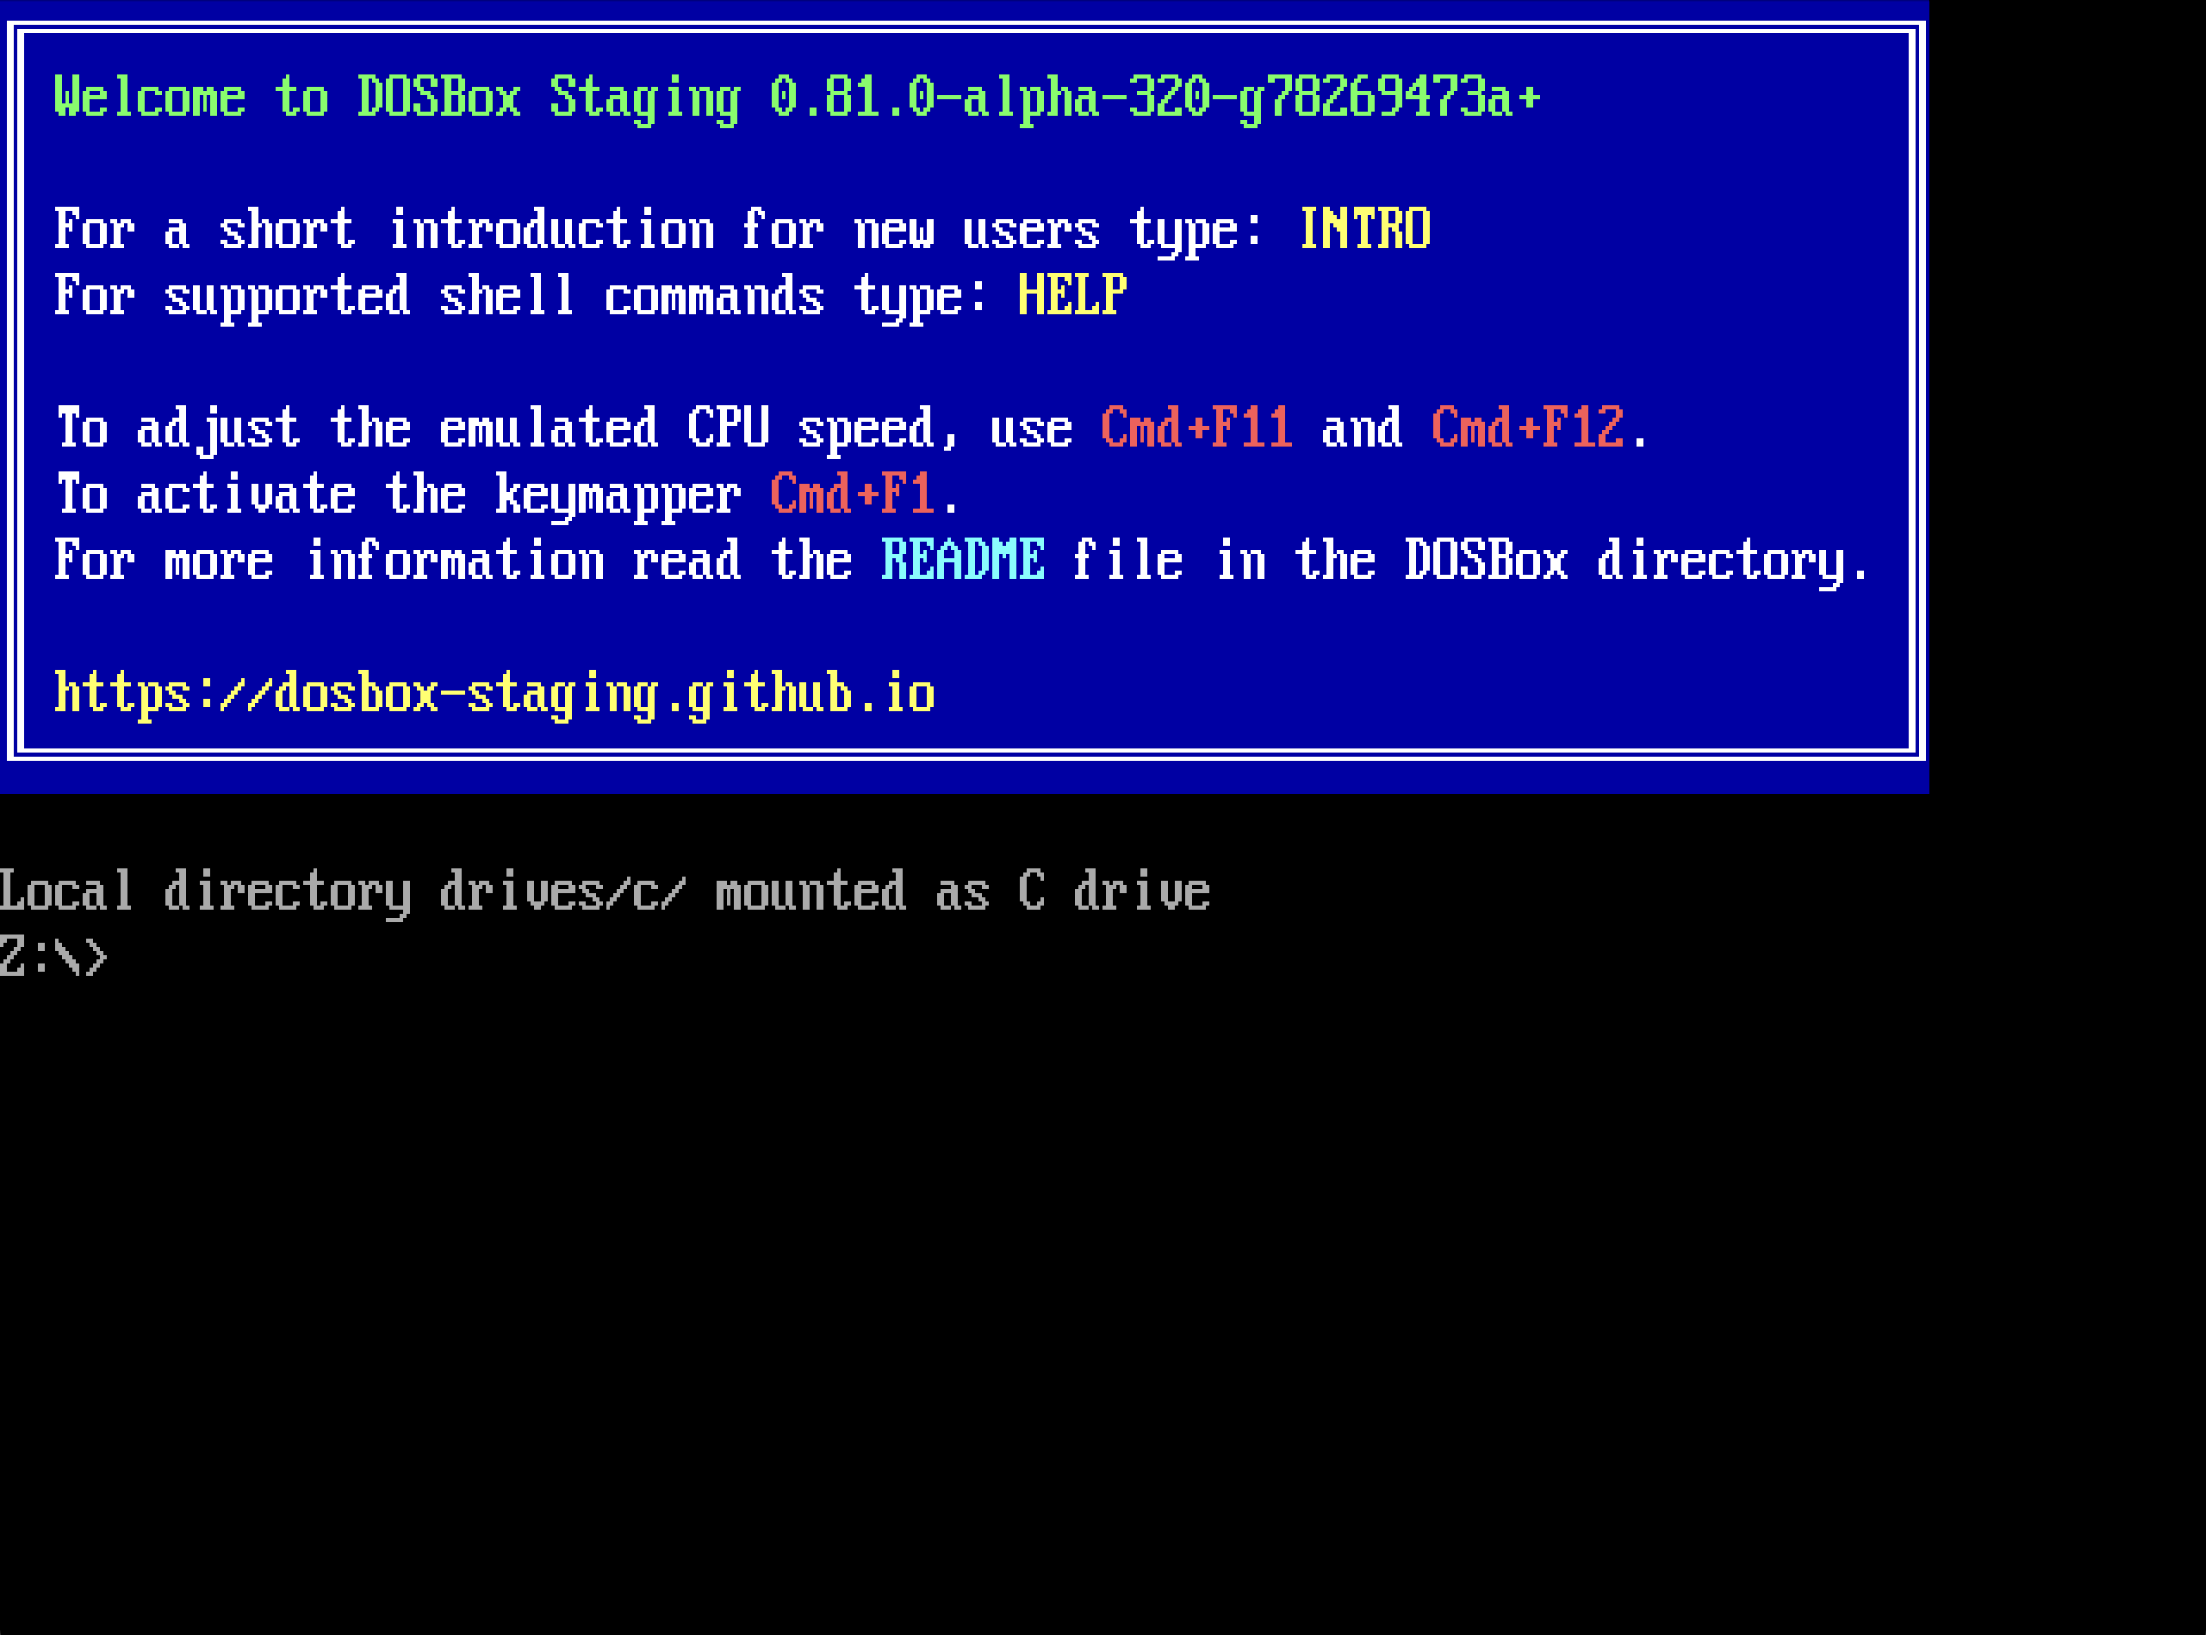 Welcome to DOSBox Staging 0.81.0-alpha-320-g78269473a+
For a short introduction for new users type: INTRO
For supported shell commands type: HELP
To adjust the emulated CPU speed, use Cmd+F11 and Cmd+F12.
To activate the keymapper Cmd+F1.
For more information read the README file in the DOSBox directory.
https://dosbox-staging.github.io
Local directory drives/c/ mounted as C drive
Z:\>